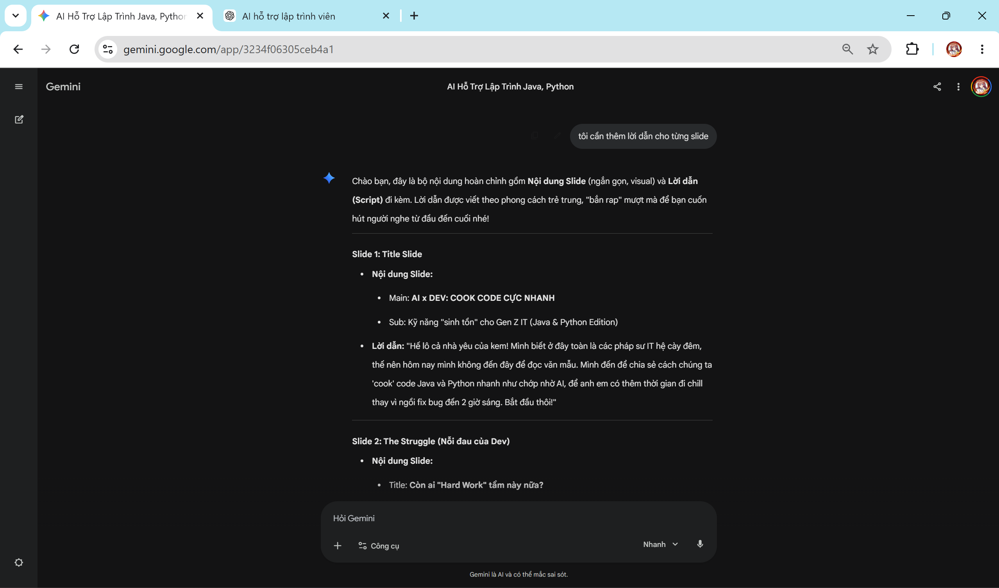 AI Hỗ Trợ Lập Trình Java, Python
AI hỗ trợ lập trình viên
gemini.google.com/app/3234f06305ceb4a1
Gemini
AI Hỗ Trợ Lập Trình Java, Python
tôi cần thêm lời dẫn cho từng slide
Chào bạn, đây là bộ nội dung hoàn chỉnh gồm Nội dung Slide (ngắn gọn, visual) và Lời dẫn
(Script) đi kèm. Lời dẫn được viết theo phong cách trẻ trung, "bắn rap" mượt mà để bạn cuốn
hút người nghe từ đầu đến cuối nhé!
Slide 1: Title Slide
• Nội dung Slide:
• Main: AI x DEV: COOK CODE CỰC NHANH
• Sub: Kỹ năng "sinh tồn" cho Gen Z IT (Java & Python Edition)
• Lời dẫn: "Hế lô cả nhà yêu của kem! Mình biết ở đây toàn là các pháp sư IT hệ cày đêm,
thế nên hôm nay mình không đến đây để đọc văn mẫu. Mình đến để chia sẻ cách chúng ta
'cook' code Java và Python nhanh như chớp nhờ AI, để anh em có thêm thời gian đi chill
thay vì ngồi fix bug đến 2 giờ sáng. Bắt đầu thôi!"
Slide 2: The Struggle (Nỗi đau của Dev)
• Nội dung Slide:
• Title: Còn ai "Hard Work" tầm này nữa?
Hỏi Gemini
Công cụ
Nhanh
Gemini là AI và có thể mắc sai sót.